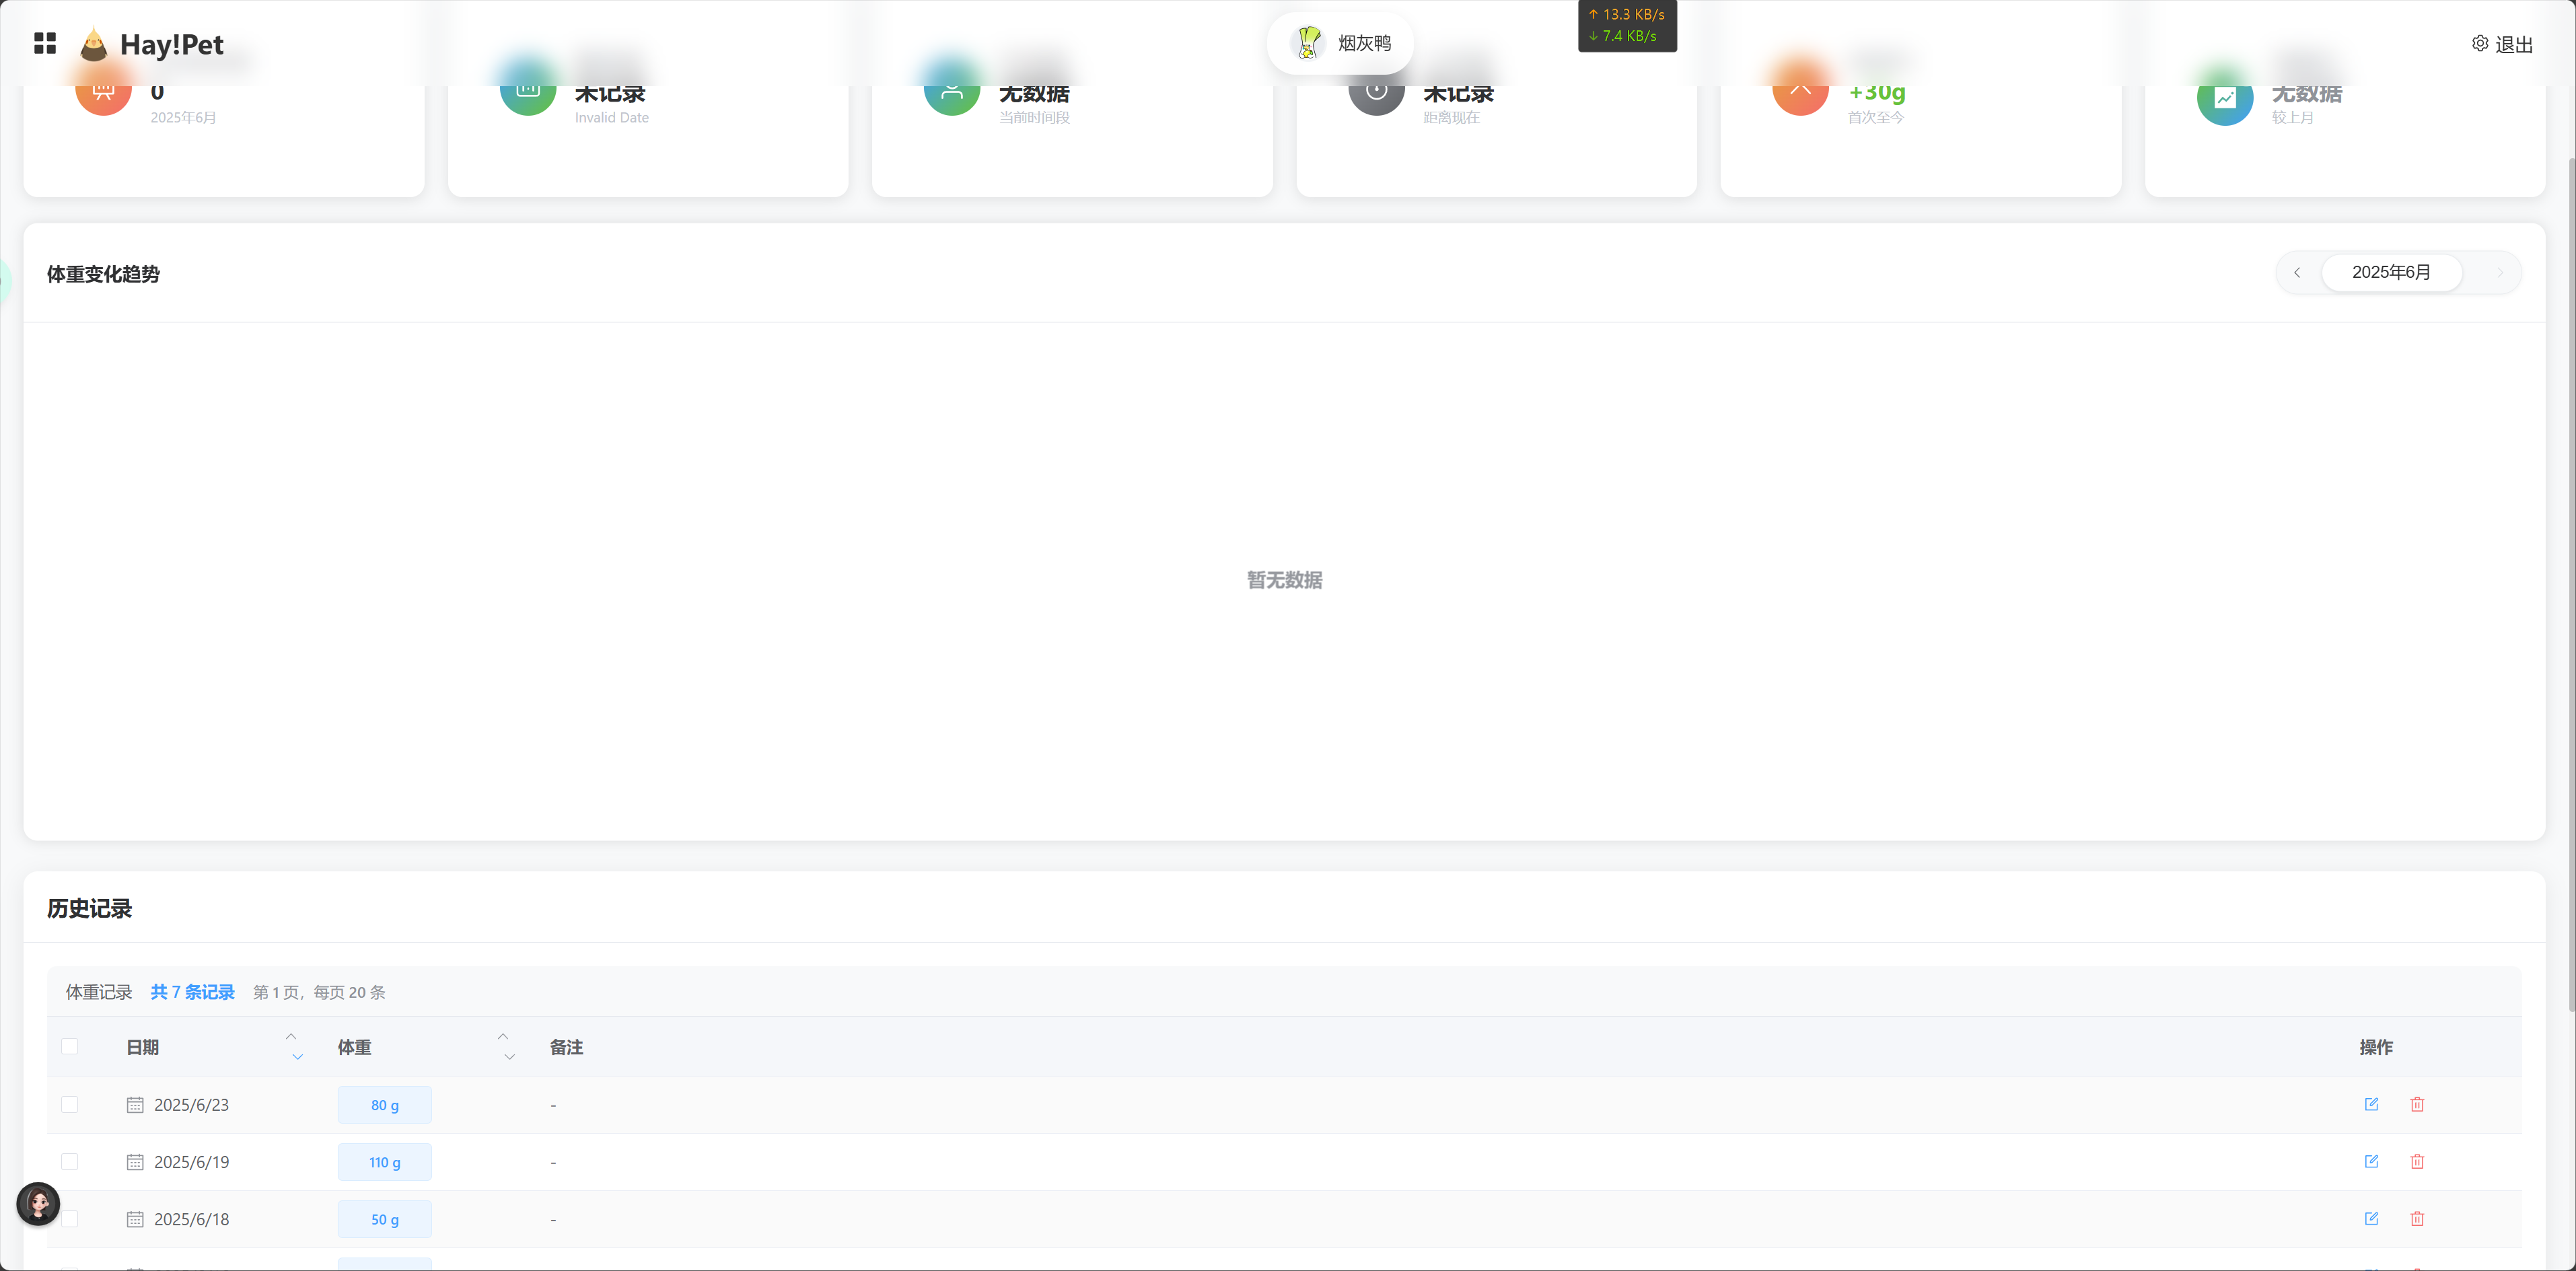 Hay!Pet
烟灰鸭
↑ 13.3 KB/s
↓ 7.4 KB/s
退出
0
2025年6月
未记录
Invalid Date
无数据
当前时间段
未记录
距离现在
+30g
首次至今
无数据
较上月
体重变化趋势
2025年6月
暂无数据
历史记录
体重记录 共 7 条记录 第 1 页，每页 20 条
日期 体重 备注 操作
2025/6/23 80 g -
2025/6/19 110 g -
2025/6/18 50 g -